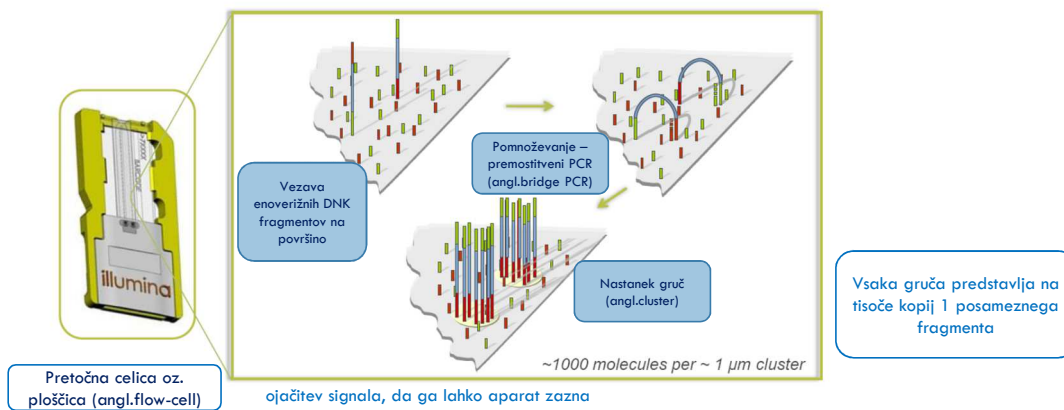 Vezava
enoverižnih DNK
fragmentov na
površino
Pomnoževanje –
premostitveni PCR
(angl.bridge PCR)
Nastanek gruč
(angl.cluster)
~1000 molecules per ~ 1 µm cluster
illumina
Pretočna celica oz.
ploščica (angl.flow-cell)
ojačitev signala, da ga lahko aparat zazna
Vsaka gruča predstavlja na
tisoče kopij 1 posameznega
fragmenta